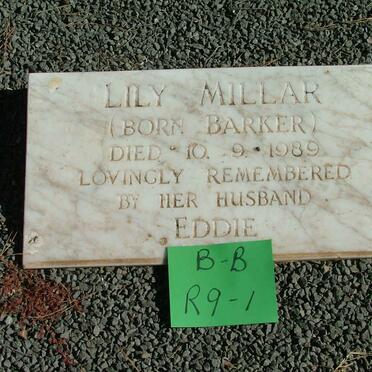 LILY MILLAR
(BORN BARKER)
DIED 10. 9. 1989
LOVINGLY REMEMBERED
BY HER HUSBAND
EDDIE
B-B
R9-1